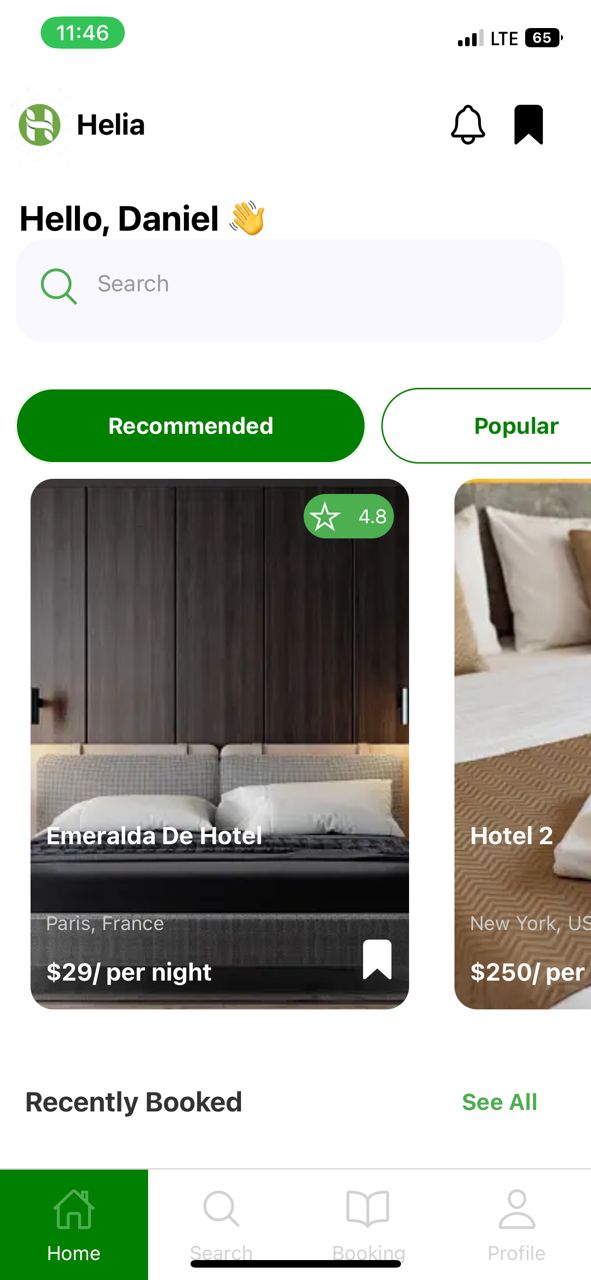 11:46 LTE 65
Helia
Hello, Daniel 👋
Search
Recommended Popular
4.8
Emeralda De Hotel
Paris, France
$29/ per night
Hotel 2
New York, US
$250/ per
Recently Booked See All
Home Search Booking Profile